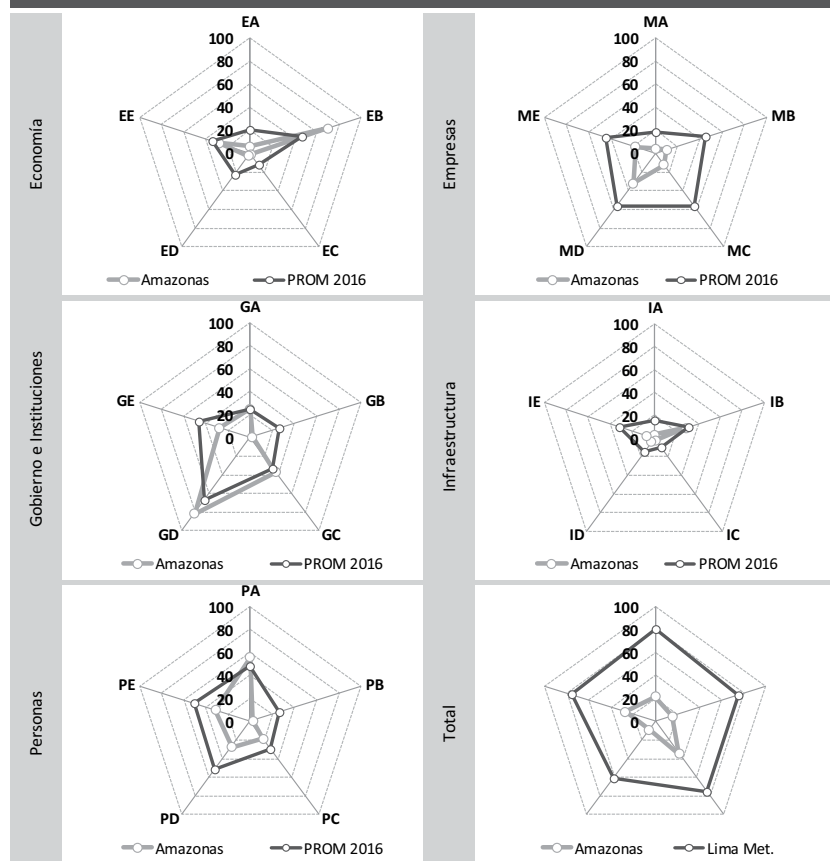 Economía
EA
100
80
60
40
20
0
EB
EC
ED
EE
Amazonas
PROM 2016
Empresas
MA
100
80
60
40
20
0
MB
MC
MD
ME
Amazonas
PROM 2016
Gobierno e Instituciones
GA
100
80
60
40
20
0
GB
GC
GD
GE
Amazonas
PROM 2016
Infraestructura
IA
100
80
60
40
20
0
IB
IC
ID
IE
Amazonas
PROM 2016
Personas
PA
100
80
60
40
20
0
PB
PC
PD
PE
Amazonas
PROM 2016
Total
100
80
60
40
20
0
Amazonas
Lima Met.